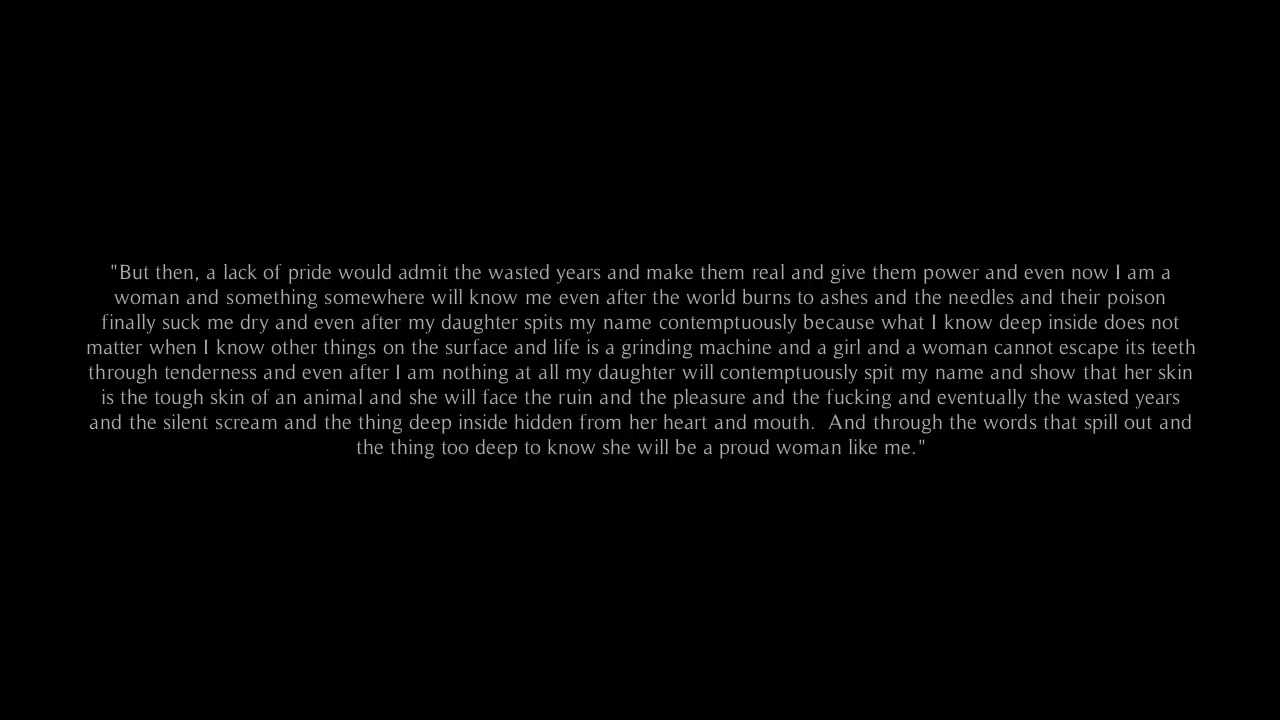 "But then, a lack of pride would admit the wasted years and make them real and give them power and even now I am a
woman and something somewhere will know me even after the world burns to ashes and the needles and their poison
finally suck me dry and even after my daughter spits my name contemptuously because what I know deep inside does not
matter when I know other things on the surface and life is a grinding machine and a girl and a woman cannot escape its teeth
through tenderness and even after I am nothing at all my daughter will contemptuously spit my name and show that her skin
is the tough skin of an animal and she will face the ruin and the pleasure and the fucking and eventually the wasted years
and the silent scream and the thing deep inside hidden from her heart and mouth.  And through the words that spill out and
the thing too deep to know she will be a proud woman like me."